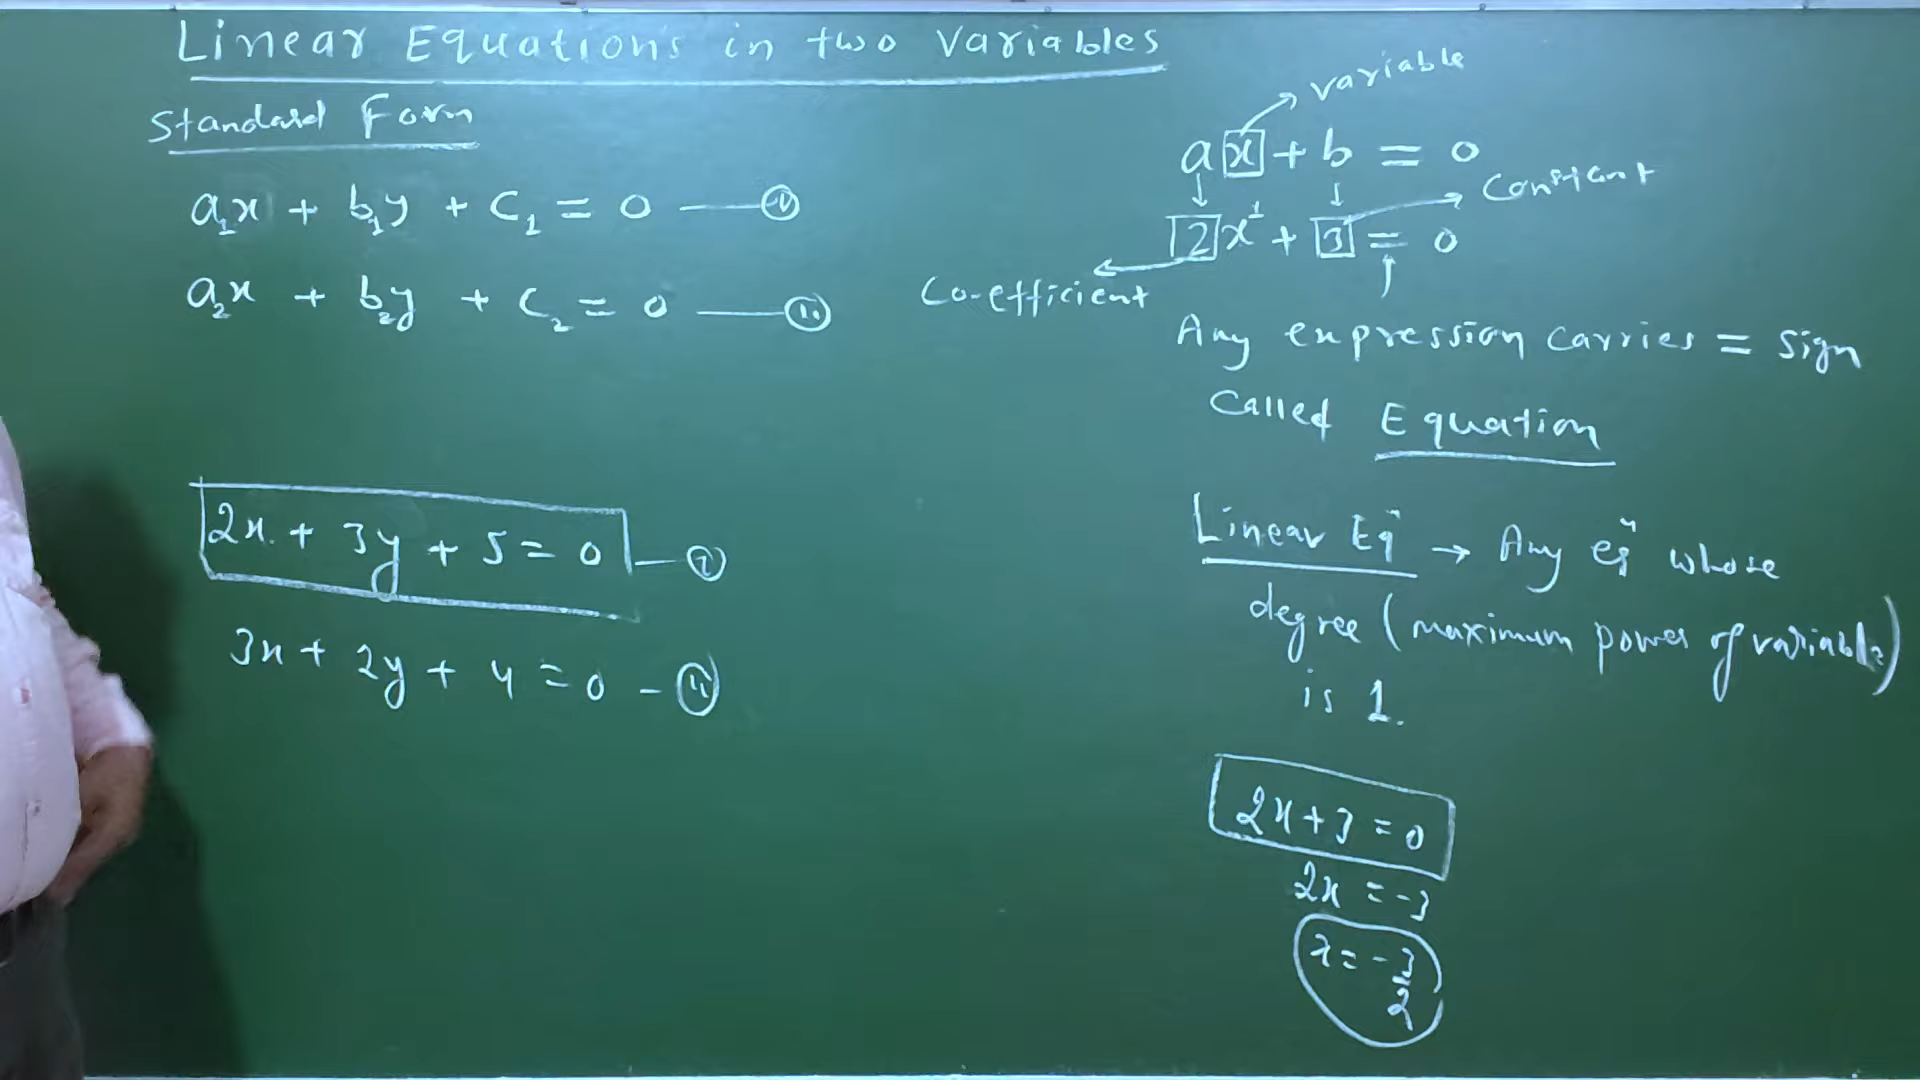 Linear Equations in two Variables
Standard Form
a₁x + b₁y + c₁ = 0 — (i)
a₂x + b₂y + c₂ = 0 — (ii)
2x + 3y + 5 = 0 — (i)
3x + 2y + 4 = 0 — (ii)
variable
ax + b = 0
Constant
2x¹ + 3 = 0
Co-efficient
Any expression carries = sign
Called Equation
Linear Eqⁿ → Any eqⁿ whose
degree (maximum power of variable)
is 1.
2x + 3 = 0
2x = -3
x = -3/2